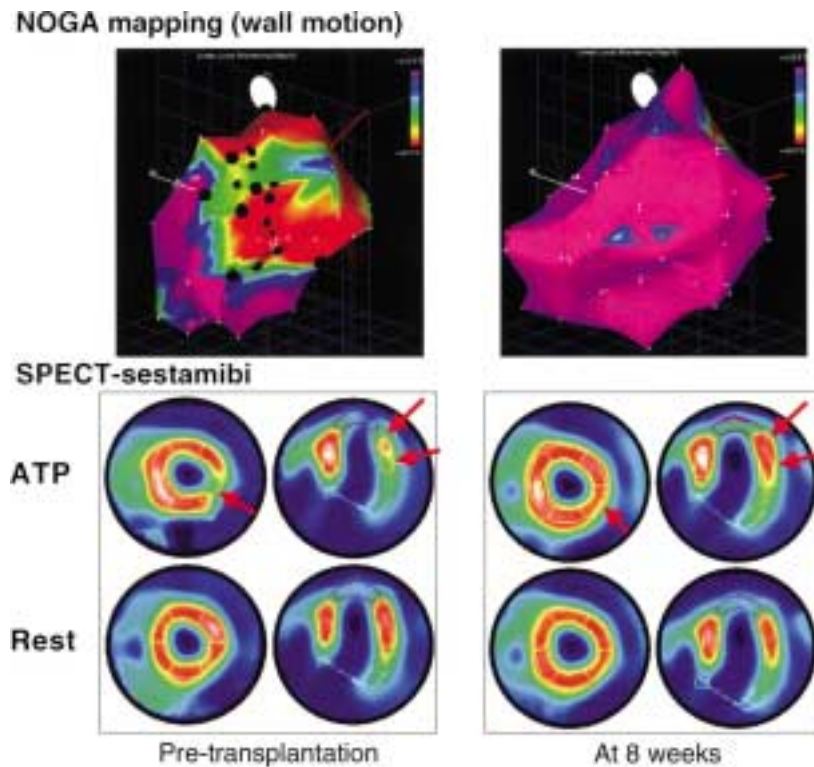 NOGA mapping (wall motion)
SPECT-sestamibi
ATP
Rest
Pre-transplantation
At 8 weeks